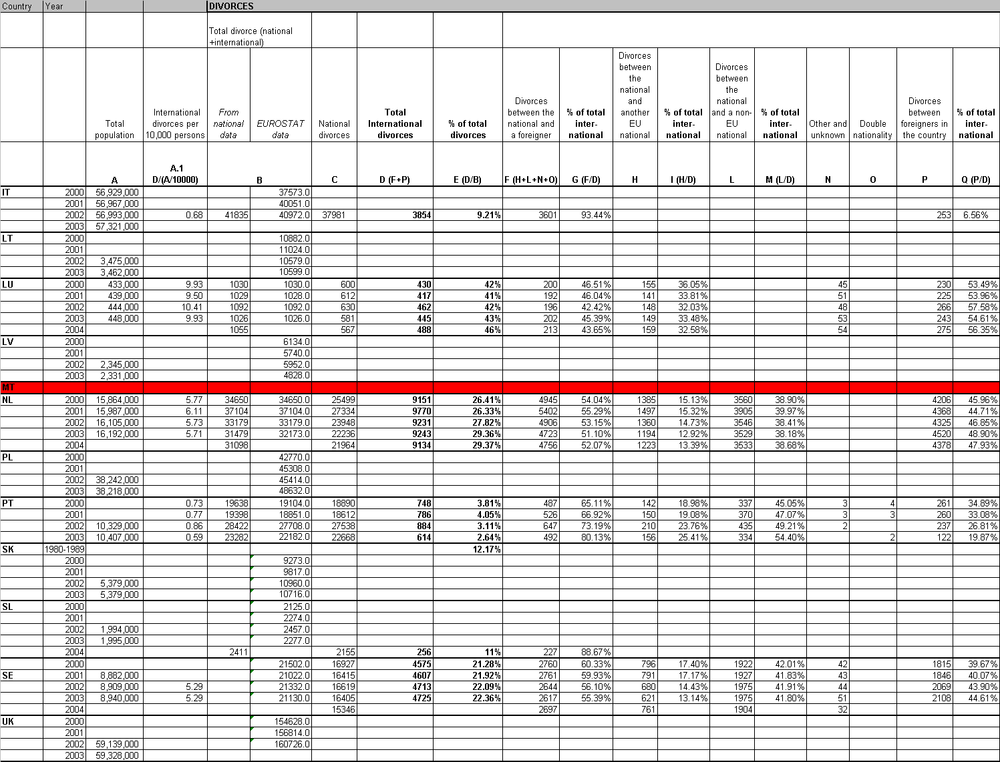 Country Year DIVORCES
Total divorce (national
+international)
Divorces
between Divorces
the between
national the
Divorces and national Divorces
International From Total between the % of total another % of total and a non- % of total between % of total
Total divorces per national EUROSTAT National International % of total national and inter- EU inter- EU inter- Other and Double foreigners in inter-
population 10,000 persons data data divorces divorces divorces a foreigner national national national national national unknown nationality the country national
A.1
A D/(A/10000) B C D (F+P) E (D/B) F (H+L+N+O) G (F/D) H I (H/D) L M (L/D) N O P Q (P/D)
IT 2000 56,929,000 37573.0
2001 56,967,000 40051.0
2002 56,993,000 0.68 41835 40972.0 37981 3854 9.21% 3601 93.44% 253 6.56%
2003 57,321,000
LT 2000 10882.0
2001 11024.0
2002 3,475,000 10579.0
2003 3,462,000 10599.0
LU 2000 433,000 9.93 1030 1030.0 600 430 42% 200 46.51% 155 36.05% 45 230 53.49%
2001 439,000 9.50 1029 1028.0 612 417 41% 192 46.04% 141 33.81% 51 225 53.96%
2002 444,000 10.41 1092 1092.0 630 462 42% 196 42.42% 148 32.03% 48 266 57.58%
2003 448,000 9.93 1026 1026.0 581 445 43% 202 45.39% 149 33.48% 53 243 54.61%
2004 1055 567 488 46% 213 43.65% 159 32.58% 54 275 56.35%
LV 2000 6134.0
2001 5740.0
2002 2,345,000 5952.0
2003 2,331,000 4828.0
MT
NL 2000 15,864,000 5.77 34650 34650.0 25499 9151 26.41% 4945 54.04% 1385 15.13% 3560 38.90% 4206 45.96%
2001 15,987,000 6.11 37104 37104.0 27334 9770 26.33% 5402 55.29% 1497 15.32% 3905 39.97% 4368 44.71%
2002 16,105,000 5.73 33179 33179.0 23948 9231 27.82% 4906 53.15% 1360 14.73% 3546 38.41% 4325 46.85%
2003 16,192,000 5.71 31479 32173.0 22236 9243 29.36% 4723 51.10% 1194 12.92% 3529 38.18% 4520 48.90%
2004 31098 21964 9134 29.37% 4756 52.07% 1223 13.39% 3533 38.68% 4378 47.93%
PL 2000 42770.0
2001 45308.0
2002 38,242,000 45414.0
2003 38,218,000 48632.0
PT 2000 0.73 19638 19104.0 18890 748 3.81% 487 65.11% 142 18.98% 337 45.05% 3 4 261 34.89%
2001 0.77 19398 18851.0 18612 786 4.05% 526 66.92% 150 19.08% 370 47.07% 3 3 260 33.08%
2002 10,329,000 0.86 28422 27708.0 27538 884 3.11% 647 73.19% 210 23.76% 435 49.21% 2 237 26.81%
2003 10,407,000 0.59 23282 22182.0 22668 614 2.64% 492 80.13% 156 25.41% 334 54.40% 2 122 19.87%
SK 1980-1989 12.17%
2000 9273.0
2001 9817.0
2002 5,379,000 10960.0
2003 5,379,000 10716.0
SL 2000 2125.0
2001 2274.0
2002 1,994,000 2457.0
2003 1,995,000 2277.0
2004 2411 2155 256 11% 227 88.67%
2000 21502.0 16927 4575 21.28% 2760 60.33% 796 17.40% 1922 42.01% 42 1815 39.67%
SE 2001 8,882,000 21022.0 16415 4607 21.92% 2761 59.93% 791 17.17% 1927 41.83% 43 1846 40.07%
2002 8,909,000 5.29 21332.0 16619 4713 22.09% 2644 56.10% 680 14.43% 1975 41.91% 44 2069 43.90%
2003 8,940,000 5.29 21130.0 16405 4725 22.36% 2617 55.39% 621 13.14% 1975 41.80% 51 2108 44.61%
2004 15346 2697 761 1904 32
UK 2000 154628.0
2001 156814.0
2002 59,139,000 160726.0
2003 59,328,000